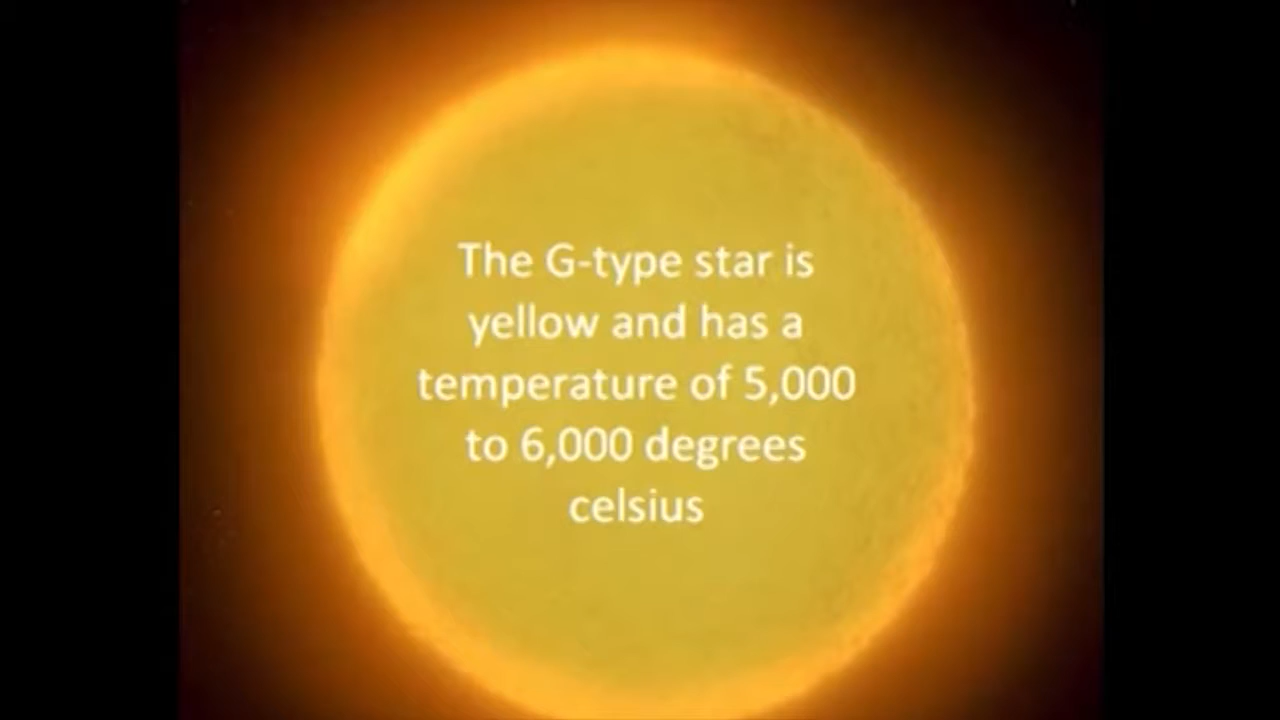 The G-type star is
yellow and has a
temperature of 5,000
to 6,000 degrees
celsius